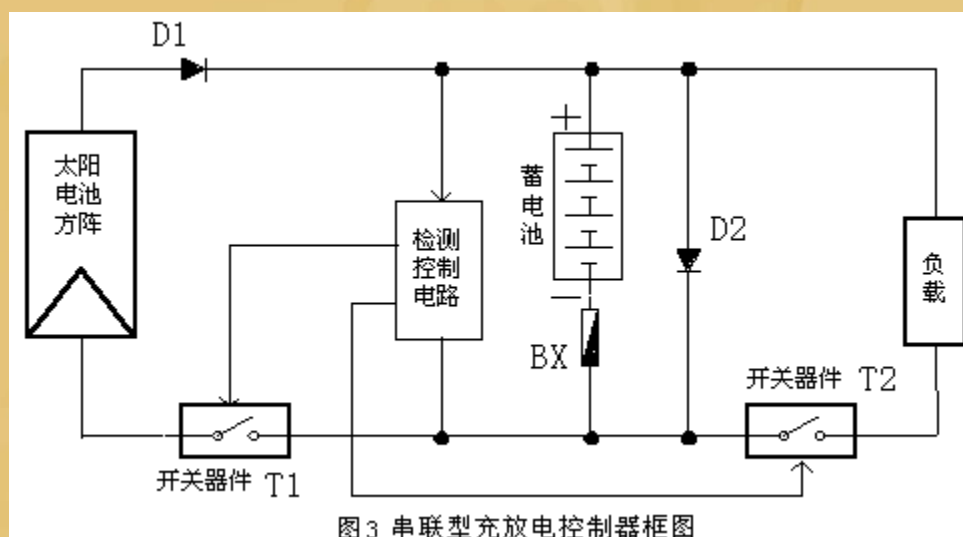 D1
太阳
电池
方阵
检测
控制
电路
+
蓄
电
池
—
BX
D2
负
载
开关器件 T1
开关器件 T2
图3 串联型充放电控制器框图